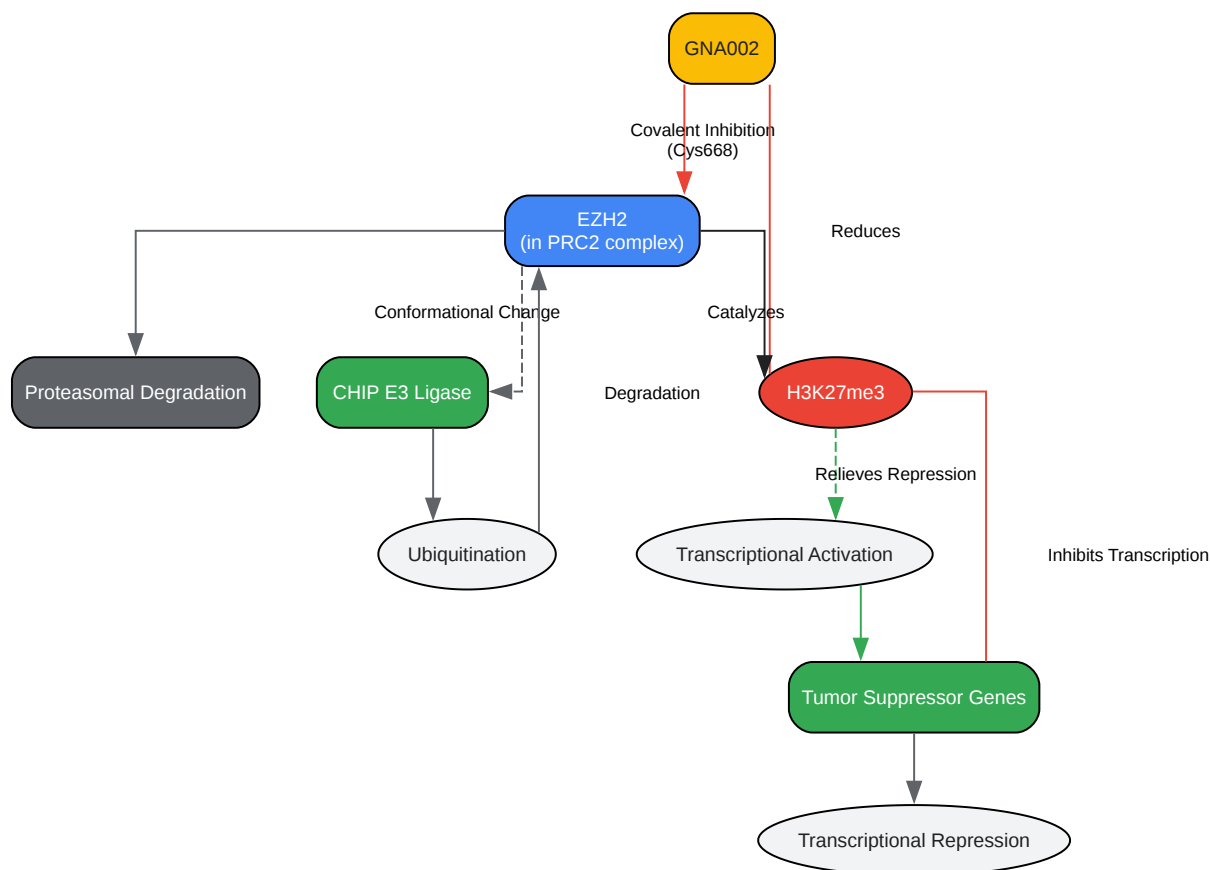 GNA002
Covalent Inhibition
(Cys668)
EZH2
(in PRC2 complex)
Reduces
Conformational Change
Catalyzes
Proteasomal Degradation
CHIP E3 Ligase
Degradation
H3K27me3
Relieves Repression
Ubiquitination
Transcriptional Activation
Inhibits Transcription
Tumor Suppressor Genes
Transcriptional Repression